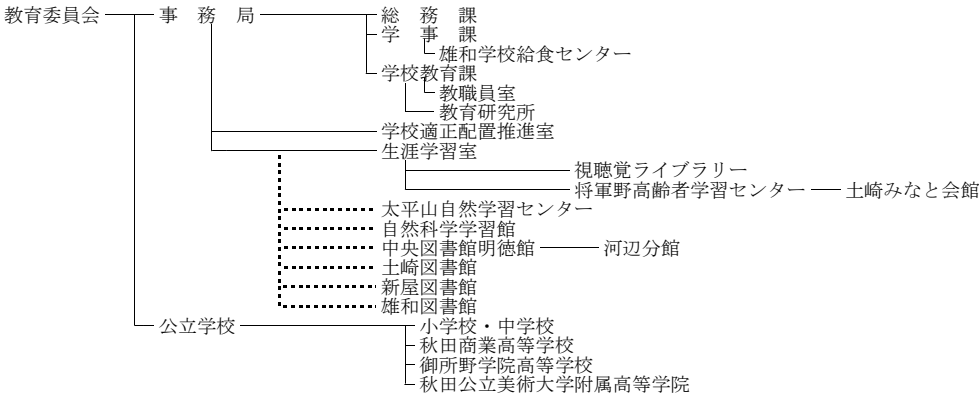 教育委員会 事務局 総務課
学事課
雄和学校給食センター
学校教育課
教職員室
教育研究所
学校適正配置推進室
生涯学習室
視聴覚ライブラリー
将軍野高齢者学習センター 土崎みなと会館
太平山自然学習センター
自然科学学習館
中央図書館明徳館 河辺分館
土崎図書館
新屋図書館
雄和図書館
公立学校 小学校・中学校
秋田商業高等学校
御所野学院高等学校
秋田公立美術大学附属高等学院